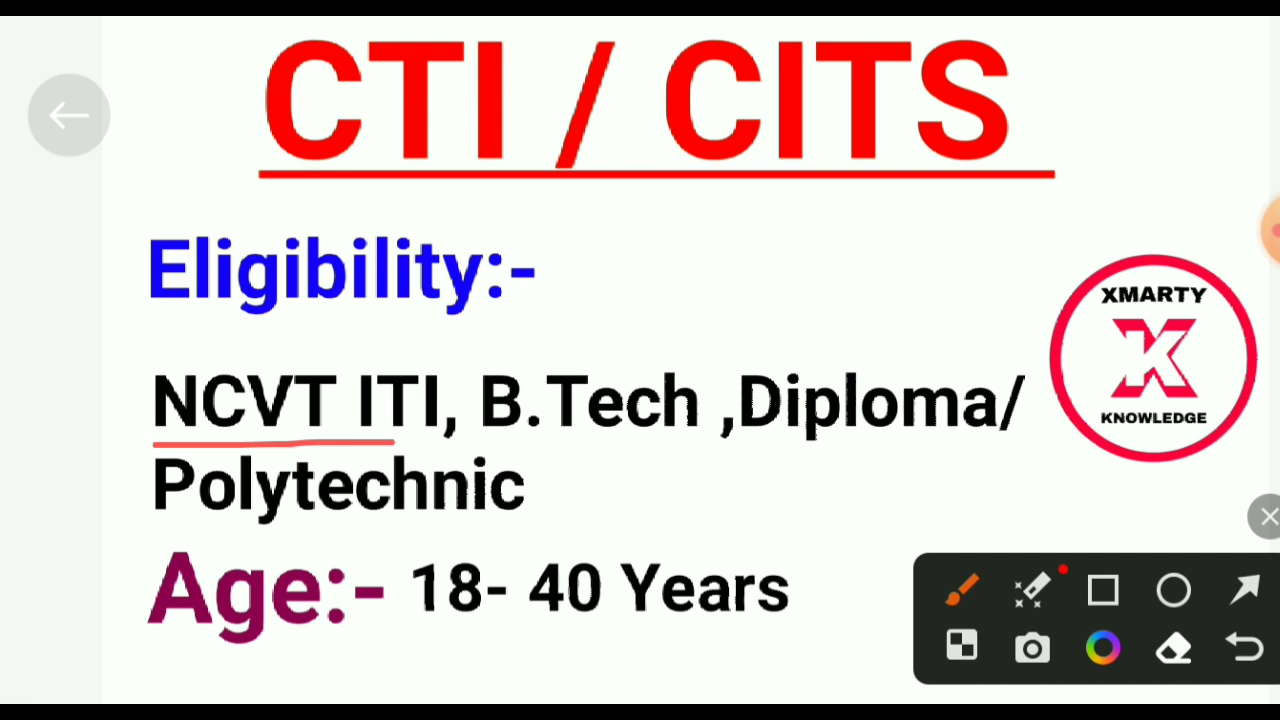 CTI / CITS
Eligibility:-
XMARTY
KNOWLEDGE
NCVT ITI, B.Tech ,Diploma/
Polytechnic
Age:- 18- 40 Years